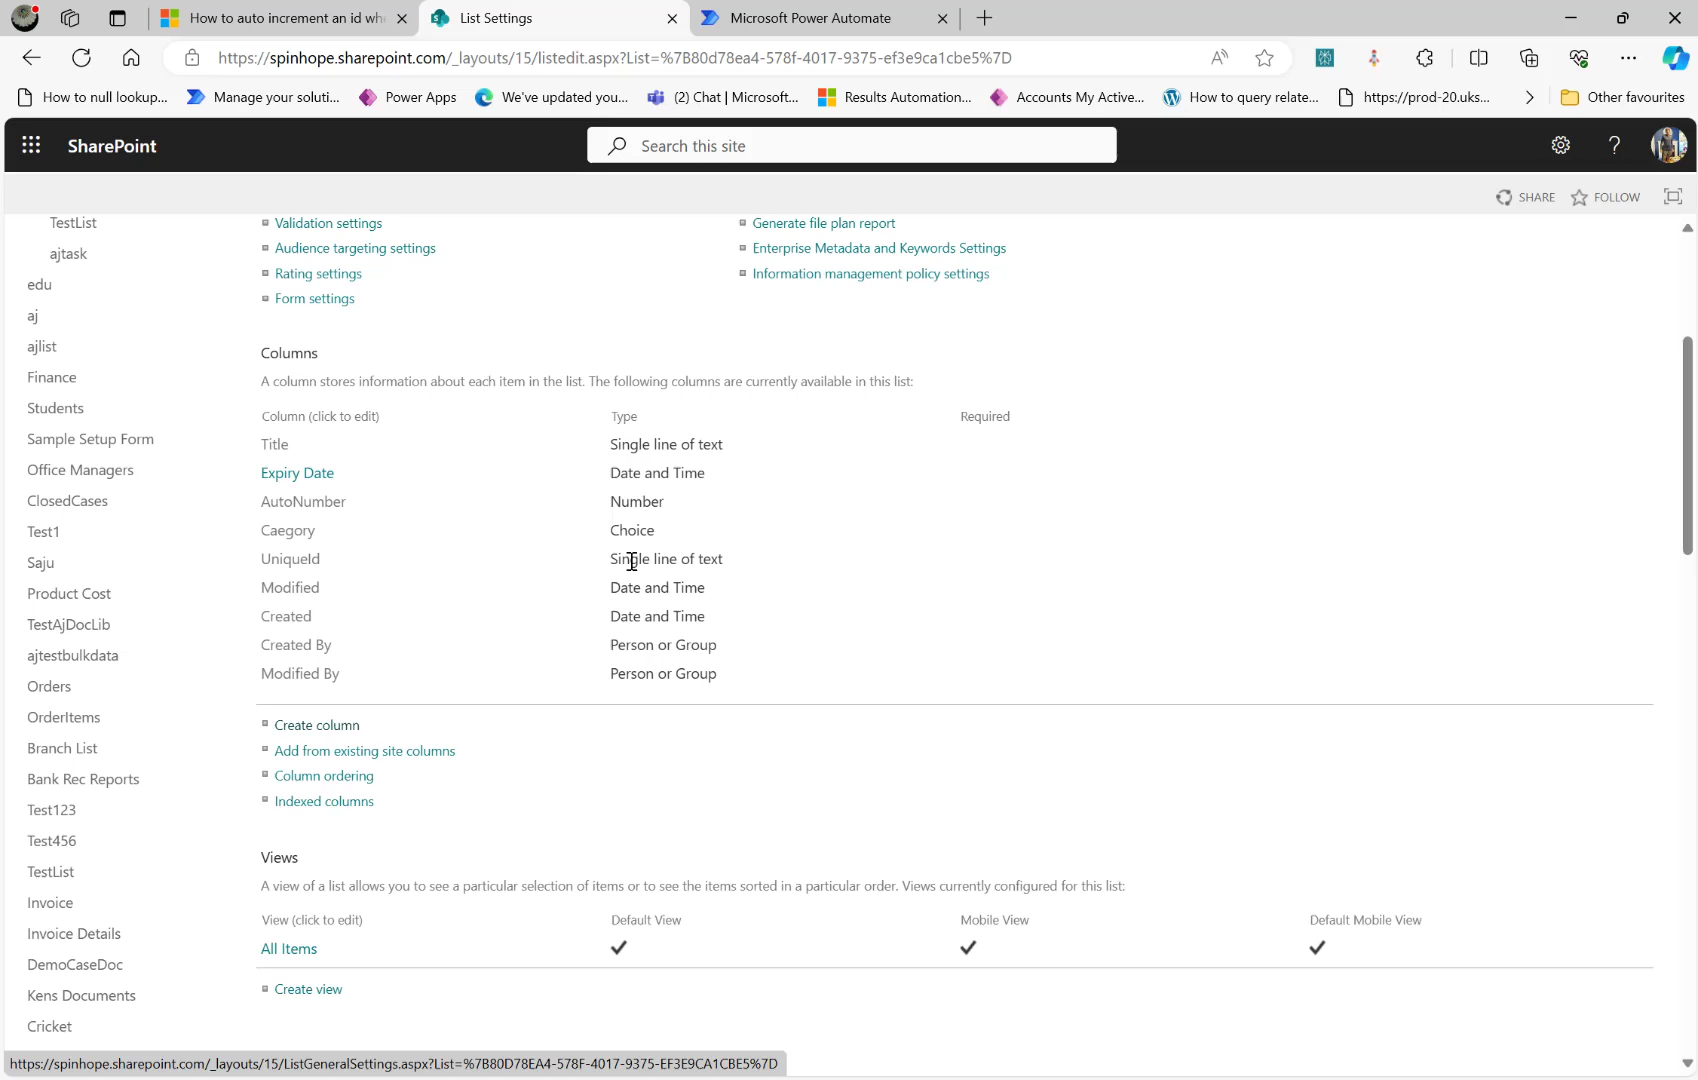 How to auto increment an id whe
List Settings
Microsoft Power Automate
https://spinhope.sharepoint.com/_layouts/15/listedit.aspx?List=%7B80d78ea4-578f-4017-9375-ef3e9ca1cbe5%7D
How to null lookup...
Manage your soluti...
Power Apps
We've updated you...
(2) Chat | Microsoft...
Results Automation...
Accounts My Active...
How to query relate...
https://prod-20.uks...
Other favourites
SharePoint
Search this site
SHARE
FOLLOW
TestList
ajtask
edu
aj
ajlist
Finance
Students
Sample Setup Form
Office Managers
ClosedCases
Test1
Saju
Product Cost
TestAjDocLib
ajtestbulkdata
Orders
OrderItems
Branch List
Bank Rec Reports
Test123
Test456
TestList
Invoice
Invoice Details
DemoCaseDoc
Kens Documents
Cricket
Validation settings
Audience targeting settings
Rating settings
Form settings
Generate file plan report
Enterprise Metadata and Keywords Settings
Information management policy settings
Columns
A column stores information about each item in the list. The following columns are currently available in this list:
Column (click to edit) Type Required
Title Single line of text
Expiry Date Date and Time
AutoNumber Number
Caegory Choice
UniqueId Single line of text
Modified Date and Time
Created Date and Time
Created By Person or Group
Modified By Person or Group
Create column
Add from existing site columns
Column ordering
Indexed columns
Views
A view of a list allows you to see a particular selection of items or to see the items sorted in a particular order. Views currently configured for this list:
View (click to edit) Default View Mobile View Default Mobile View
All Items
Create view
https://spinhope.sharepoint.com/_layouts/15/ListGeneralSettings.aspx?List=%7B80D78EA4-578F-4017-9375-EF3E9CA1CBE5%7D